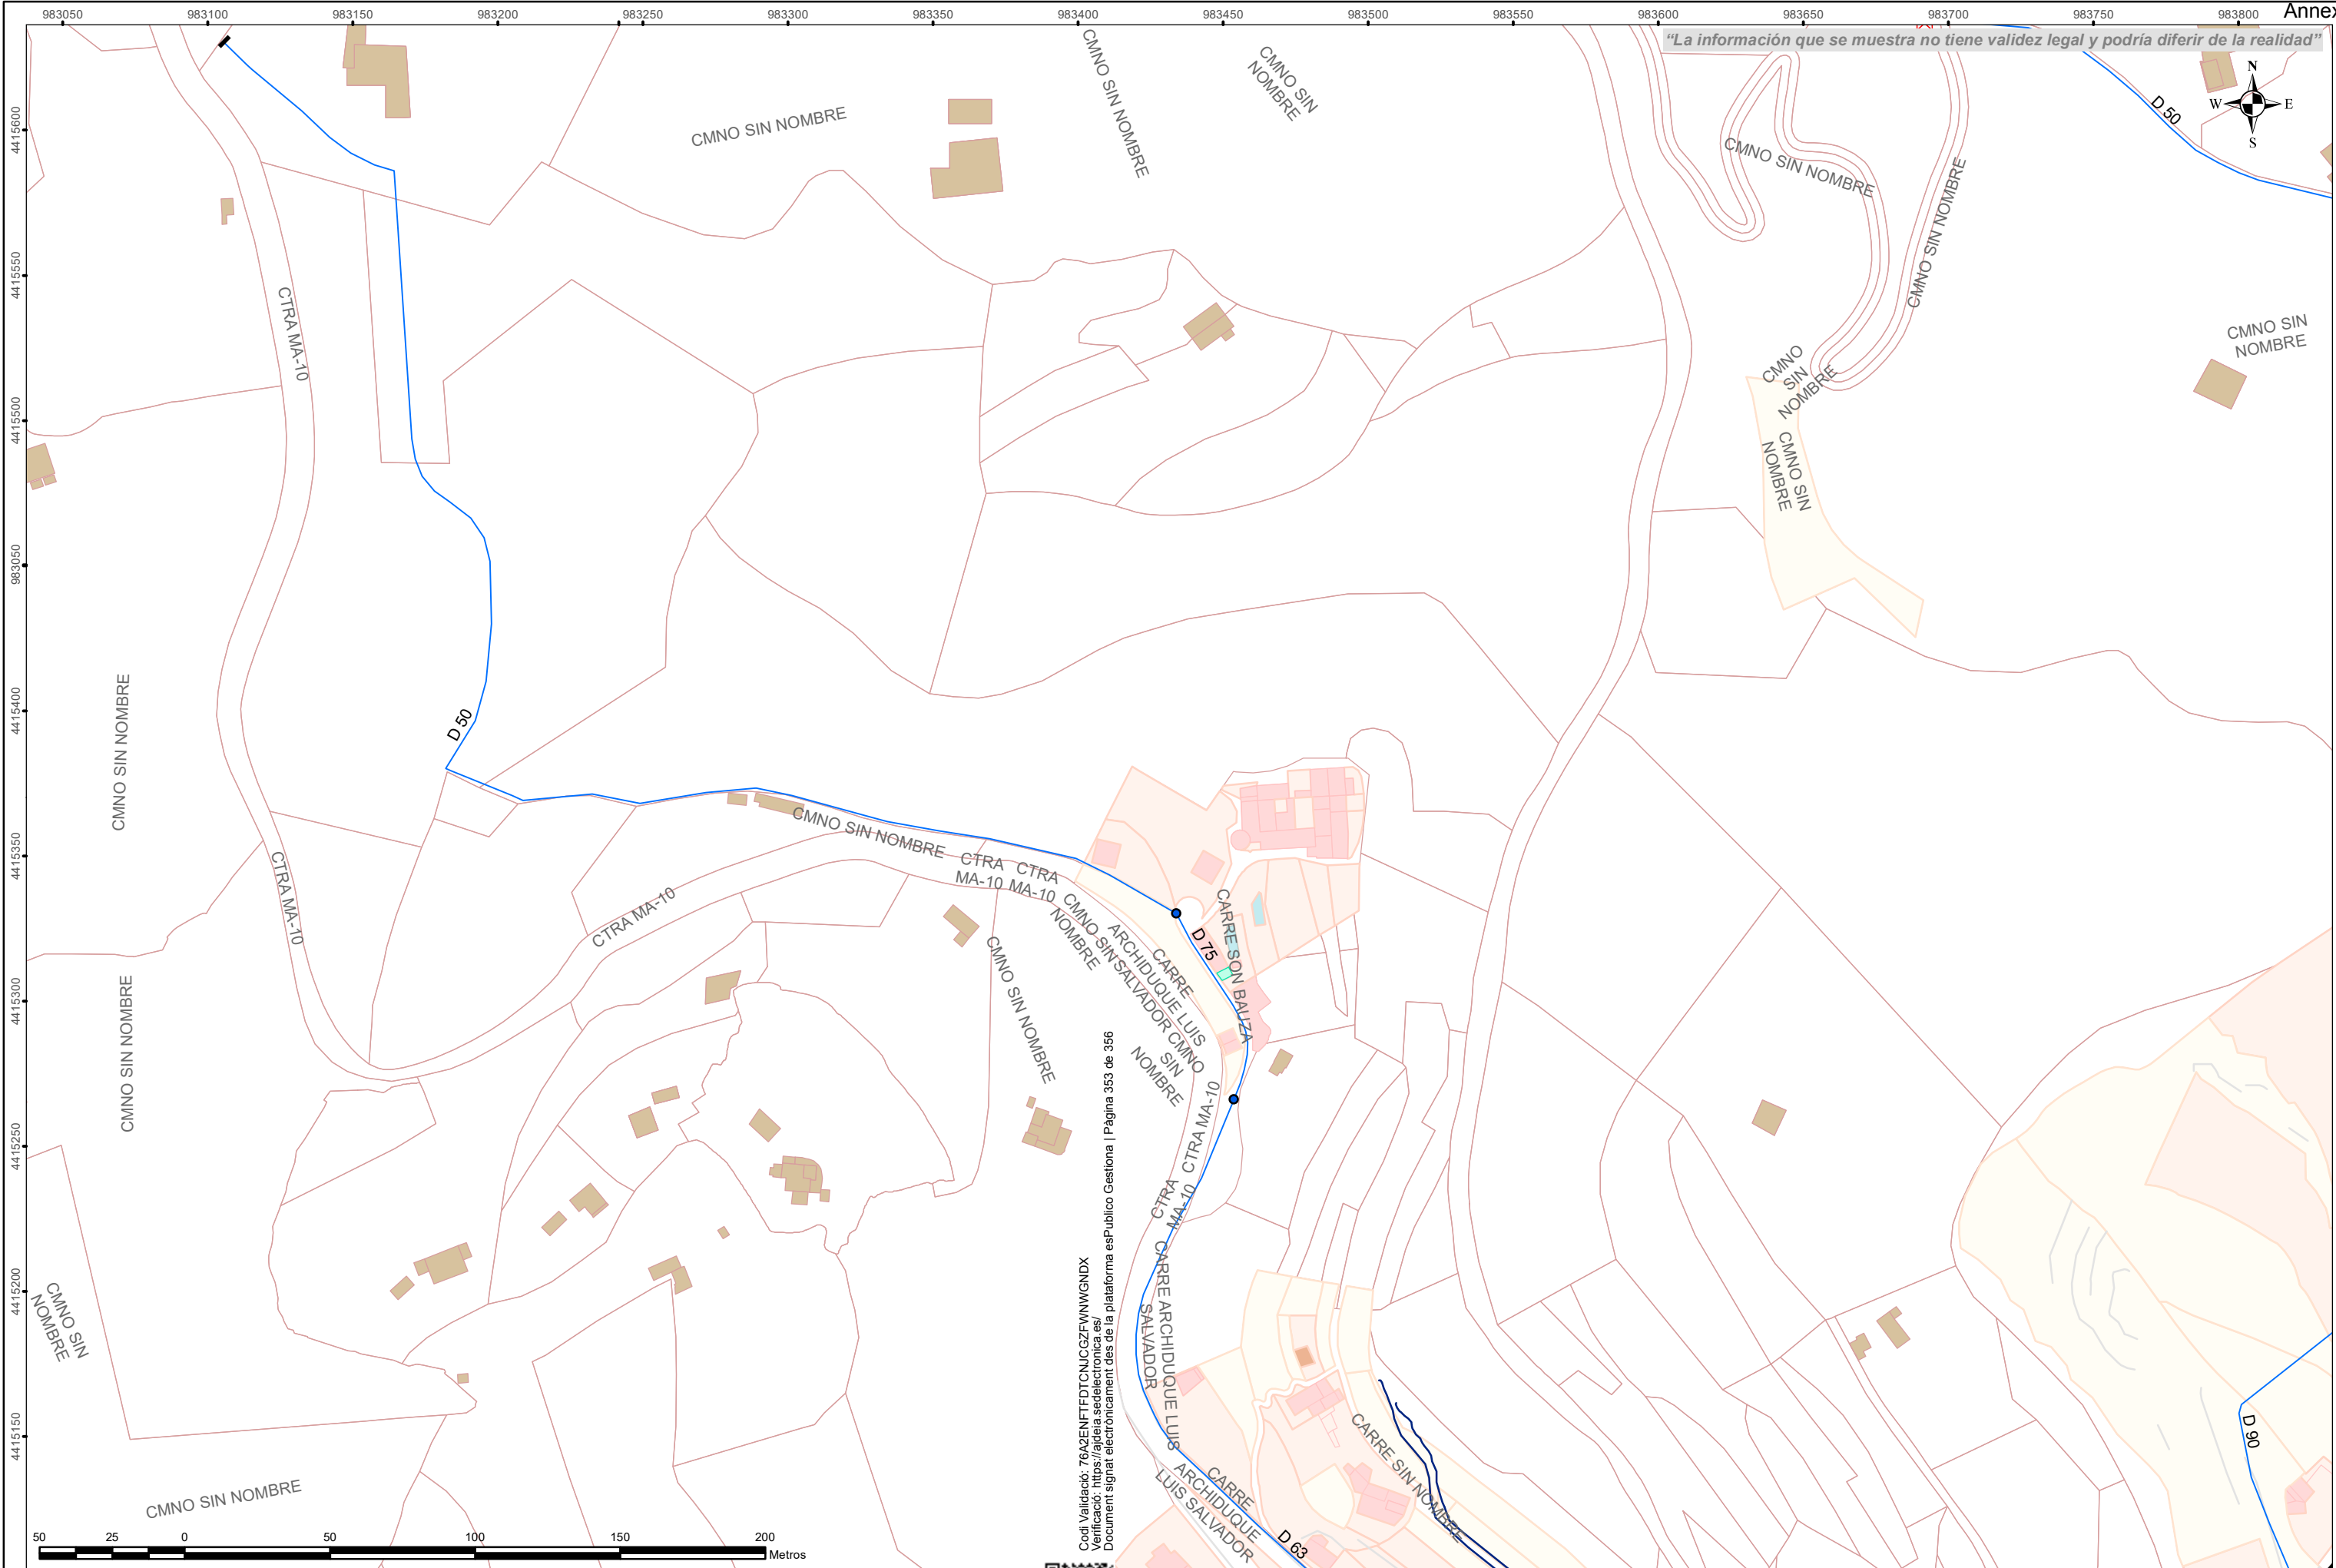 983050 983100 983150 983200 983250 983300 983350 983400 983450 983500 983550 983600 983650 983700 983750 983800
Annex
“La información que se muestra no tiene validez legal y podría diferir de la realidad”
N
W E
S
4415600
4415550
4415500
983050
4415400
4415350
4415300
4415250
4415200
4415150
D 50
CMNO SIN NOMBRE
CMNO SIN NOMBRE
CMNO SIN
NOMBRE
CMNO SIN NOMBRE
CMNO SIN NOMBRE
CTRA MA-10
CMNO SIN
NOMBRE
CMNO
SIN
NOMBRE
CMNO SIN
NOMBRE
CMNO SIN NOMBRE
D 50
CMNO SIN NOMBRE
CTRA MA-10
CTRA
MA-10
CTRA
MA-10
CTRA MA-10
CMNO SIN
NOMBRE
CARRE
ARCHIDUQUE LUIS
SALVADOR
D 75
CARRE SON BAUZA
CMNO SIN NOMBRE
CMNO SIN NOMBRE
CMNO
SIN
NOMBRE
CTRA MA-10
CTRA
MA-10
CARRE ARCHIDUQUE LUIS
SALVADOR
CMNO SIN
NOMBRE
CARRE SIN NOMBRE
D 90
CARRE
ARCHIDUQUE
LUIS SALVADOR
D 63
CMNO SIN NOMBRE
Codi Validació: 76A2ENFTFDTCNJCGZFWNWGNDX
Verificació: https://ajdeia.sedelectronica.es/
Document signat electrònicament des de la plataforma esPublico Gestiona | Pàgina 353 de 356
50 25 0 50 100 150 200
Metros